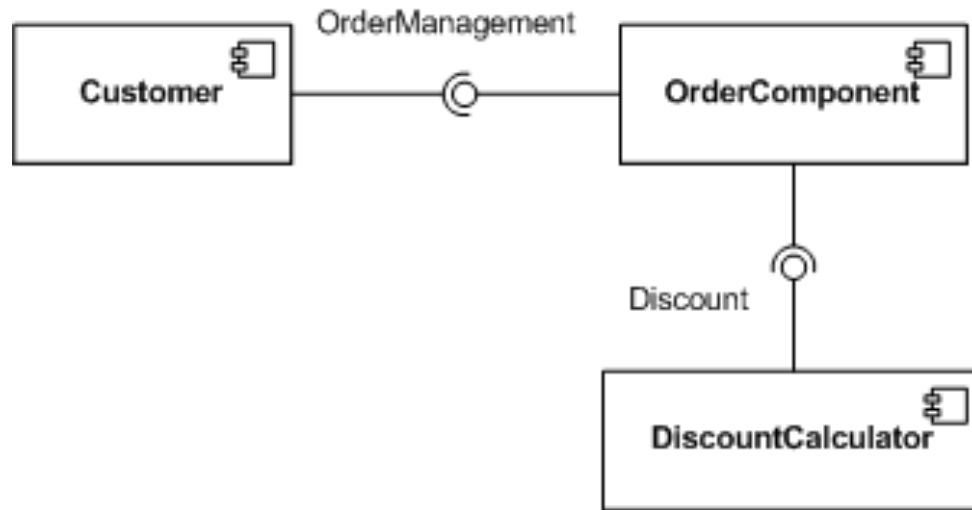 OrderManagement
Customer
OrderComponent
Discount
DiscountCalculator